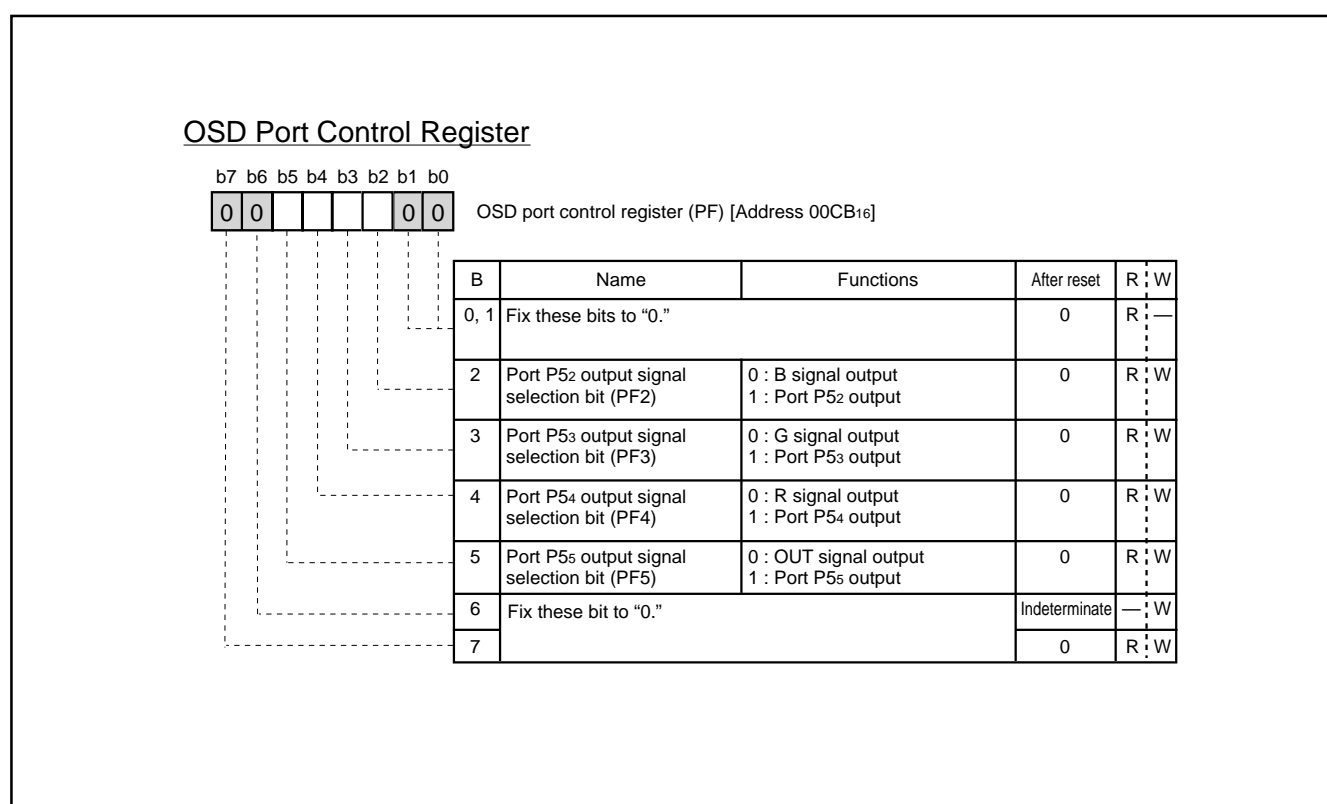 OSD Port Control Register
b7 b6 b5 b4 b3 b2 b1 b0
0 0 0 0
OSD port control register (PF) [Address 00CB16]
B Name Functions After reset R W
0, 1 Fix these bits to “0.” 0 R —
2 Port P52 output signal selection bit (PF2) 0 : B signal output 1 : Port P52 output 0 R W
3 Port P53 output signal selection bit (PF3) 0 : G signal output 1 : Port P53 output 0 R W
4 Port P54 output signal selection bit (PF4) 0 : R signal output 1 : Port P54 output 0 R W
5 Port P55 output signal selection bit (PF5) 0 : OUT signal output 1 : Port P55 output 0 R W
6 Fix these bit to “0.” Indeterminate — W
7 0 R W